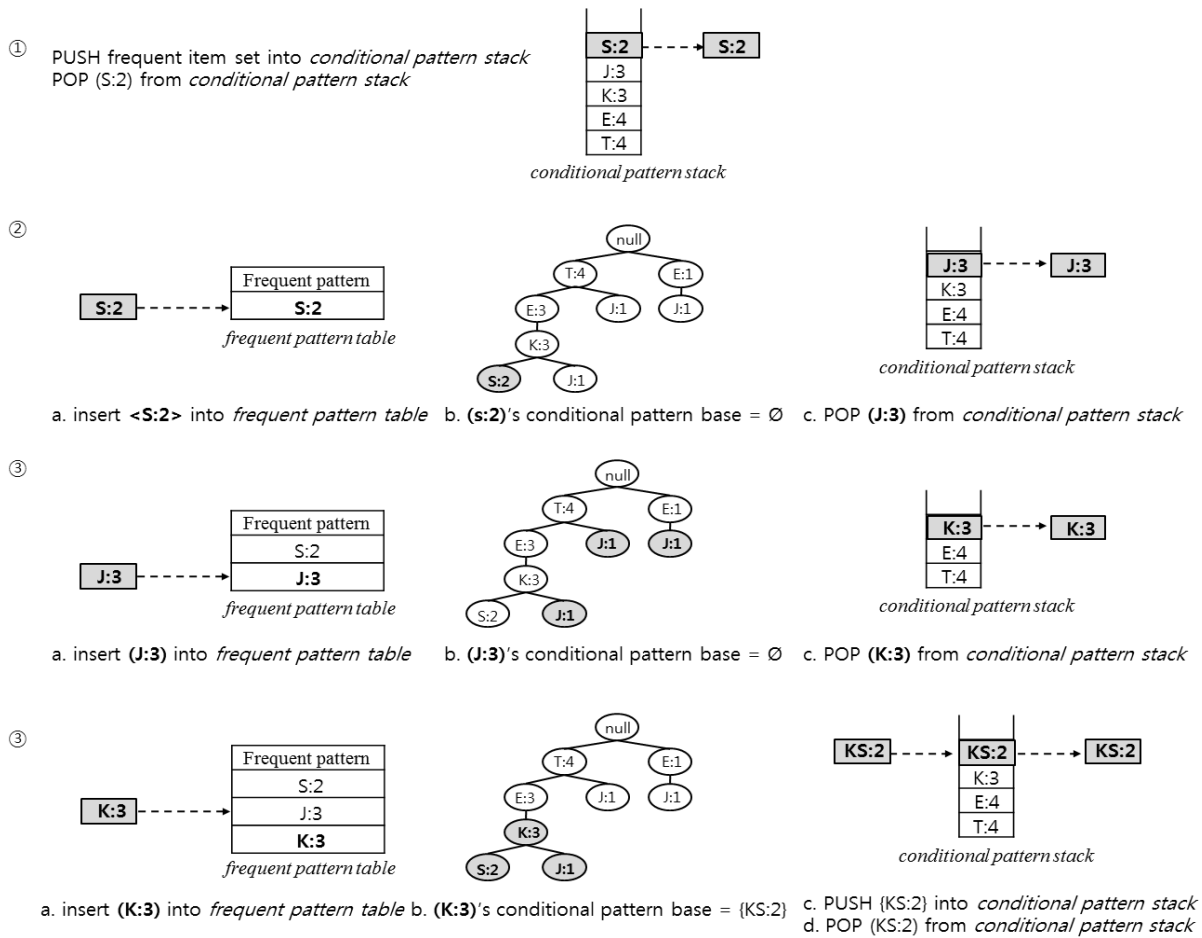 ①
PUSH frequent item set into conditional pattern stack
POP (S:2) from conditional pattern stack
S:2
S:2
J:3
K:3
E:4
T:4
conditional pattern stack
②
S:2
Frequent pattern
S:2
frequent pattern table
null
T:4
E:1
E:3
J:1
J:1
K:3
S:2
J:1
J:3
J:3
K:3
E:4
T:4
conditional pattern stack
a. insert <S:2> into frequent pattern table
b. (s:2)'s conditional pattern base = Ø
c. POP (J:3) from conditional pattern stack
③
J:3
Frequent pattern
S:2
J:3
frequent pattern table
null
T:4
E:1
E:3
J:1
J:1
K:3
S:2
J:1
K:3
K:3
E:4
T:4
conditional pattern stack
a. insert (J:3) into frequent pattern table
b. (J:3)'s conditional pattern base = Ø
c. POP (K:3) from conditional pattern stack
③
K:3
Frequent pattern
S:2
J:3
K:3
frequent pattern table
null
T:4
E:1
E:3
J:1
J:1
K:3
S:2
J:1
KS:2
KS:2
KS:2
K:3
E:4
T:4
conditional pattern stack
a. insert (K:3) into frequent pattern table
b. (K:3)'s conditional pattern base = {KS:2}
c. PUSH {KS:2} into conditional pattern stack
d. POP (KS:2) from conditional pattern stack